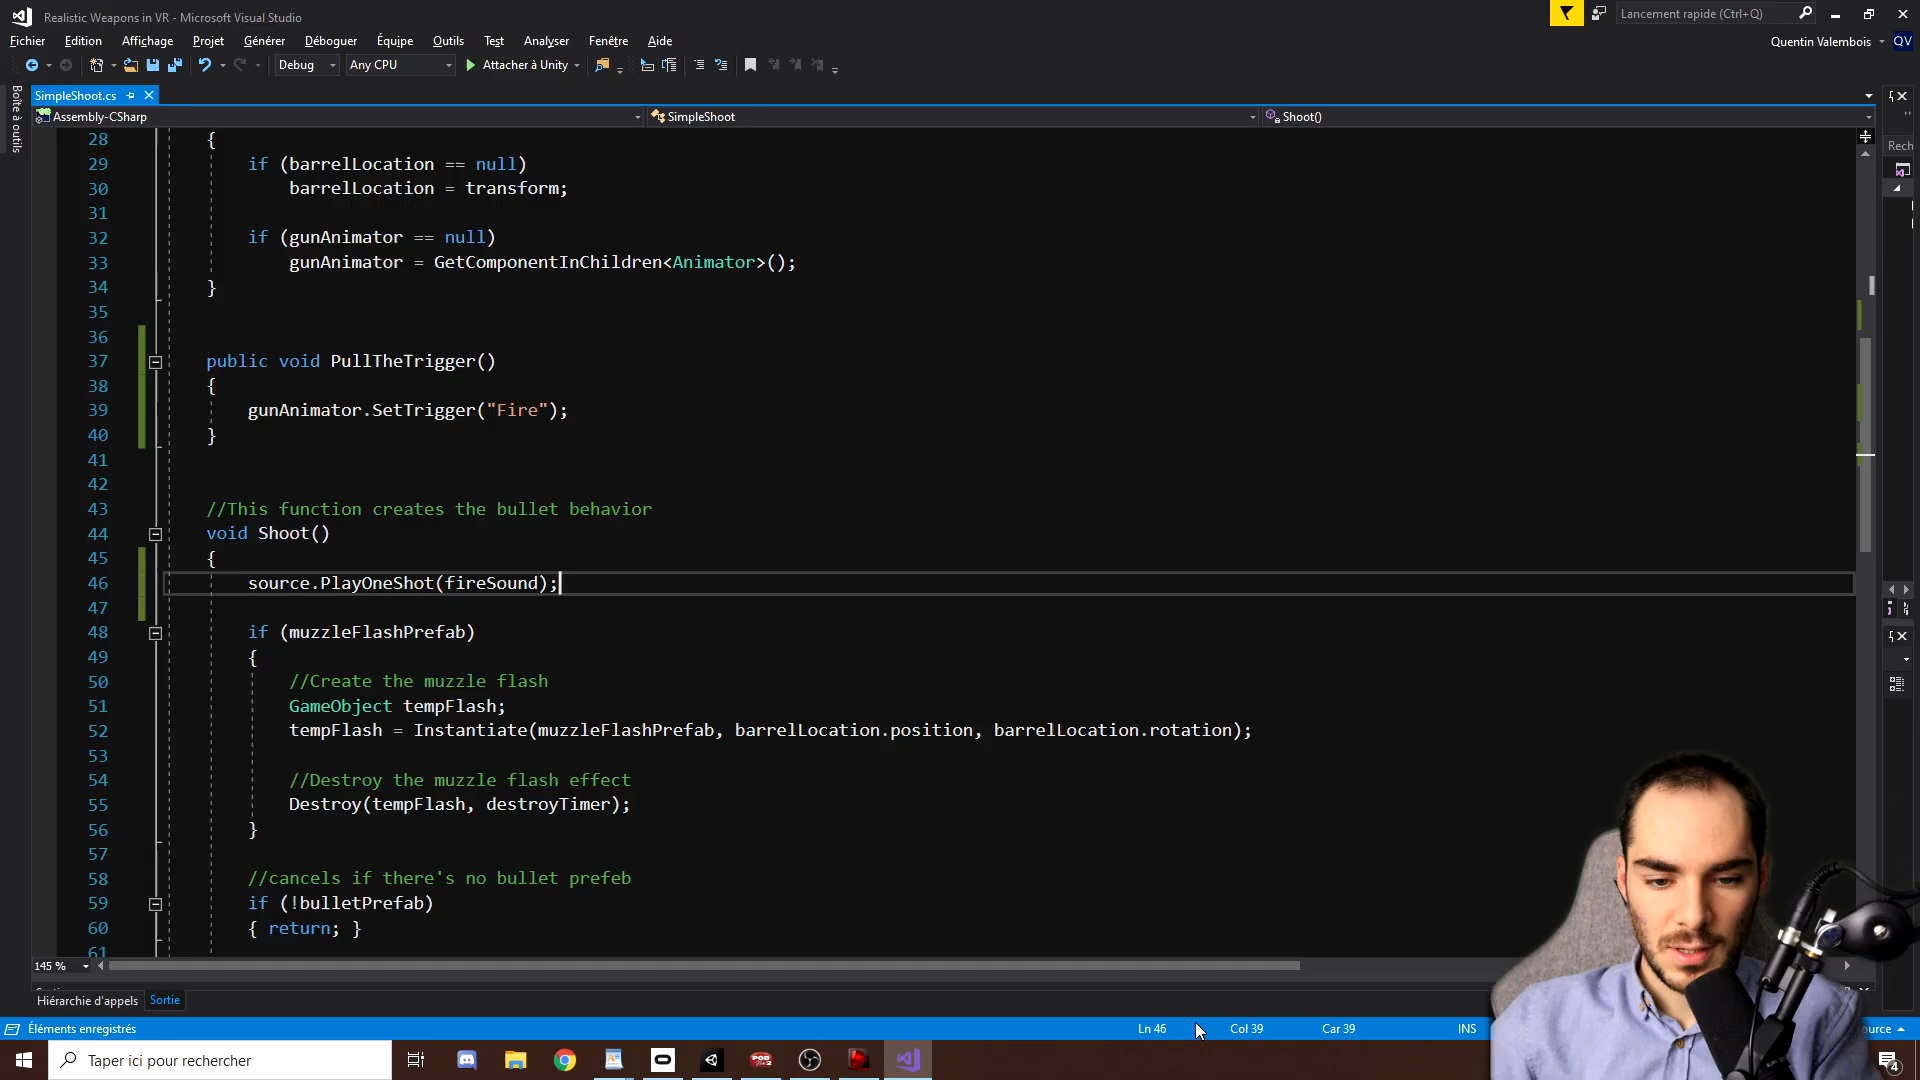 Realistic Weapons in VR - Microsoft Visual Studio
Lancement rapide (Ctrl+Q)
Fichier Edition Affichage Projet Générer Déboguer Équipe Outils Test Analyser Fenêtre Aide
Quentin Valembois QV
Debug Any CPU Attacher à Unity
Boîte à outils
SimpleShoot.cs
Assembly-CSharp SimpleShoot Shoot()
Rech
28 {
29 if (barrelLocation == null)
30 barrelLocation = transform;
31
32 if (gunAnimator == null)
33 gunAnimator = GetComponentInChildren<Animator>();
34 }
35
36
37 public void PullTheTrigger()
38 {
39 gunAnimator.SetTrigger("Fire");
40 }
41
42
43 //This function creates the bullet behavior
44 void Shoot()
45 {
46 source.PlayOneShot(fireSound);
47
48 if (muzzleFlashPrefab)
49 {
50 //Create the muzzle flash
51 GameObject tempFlash;
52 tempFlash = Instantiate(muzzleFlashPrefab, barrelLocation.position, barrelLocation.rotation);
53
54 //Destroy the muzzle flash effect
55 Destroy(tempFlash, destroyTimer);
56 }
57
58 //cancels if there's no bullet prefeb
59 if (!bulletPrefab)
60 { return; }
61
145 %
Hiérarchie d'appels Sortie
Éléments enregistrés Ln 46 Col 39 Car 39 INS ource
Taper ici pour rechercher
4